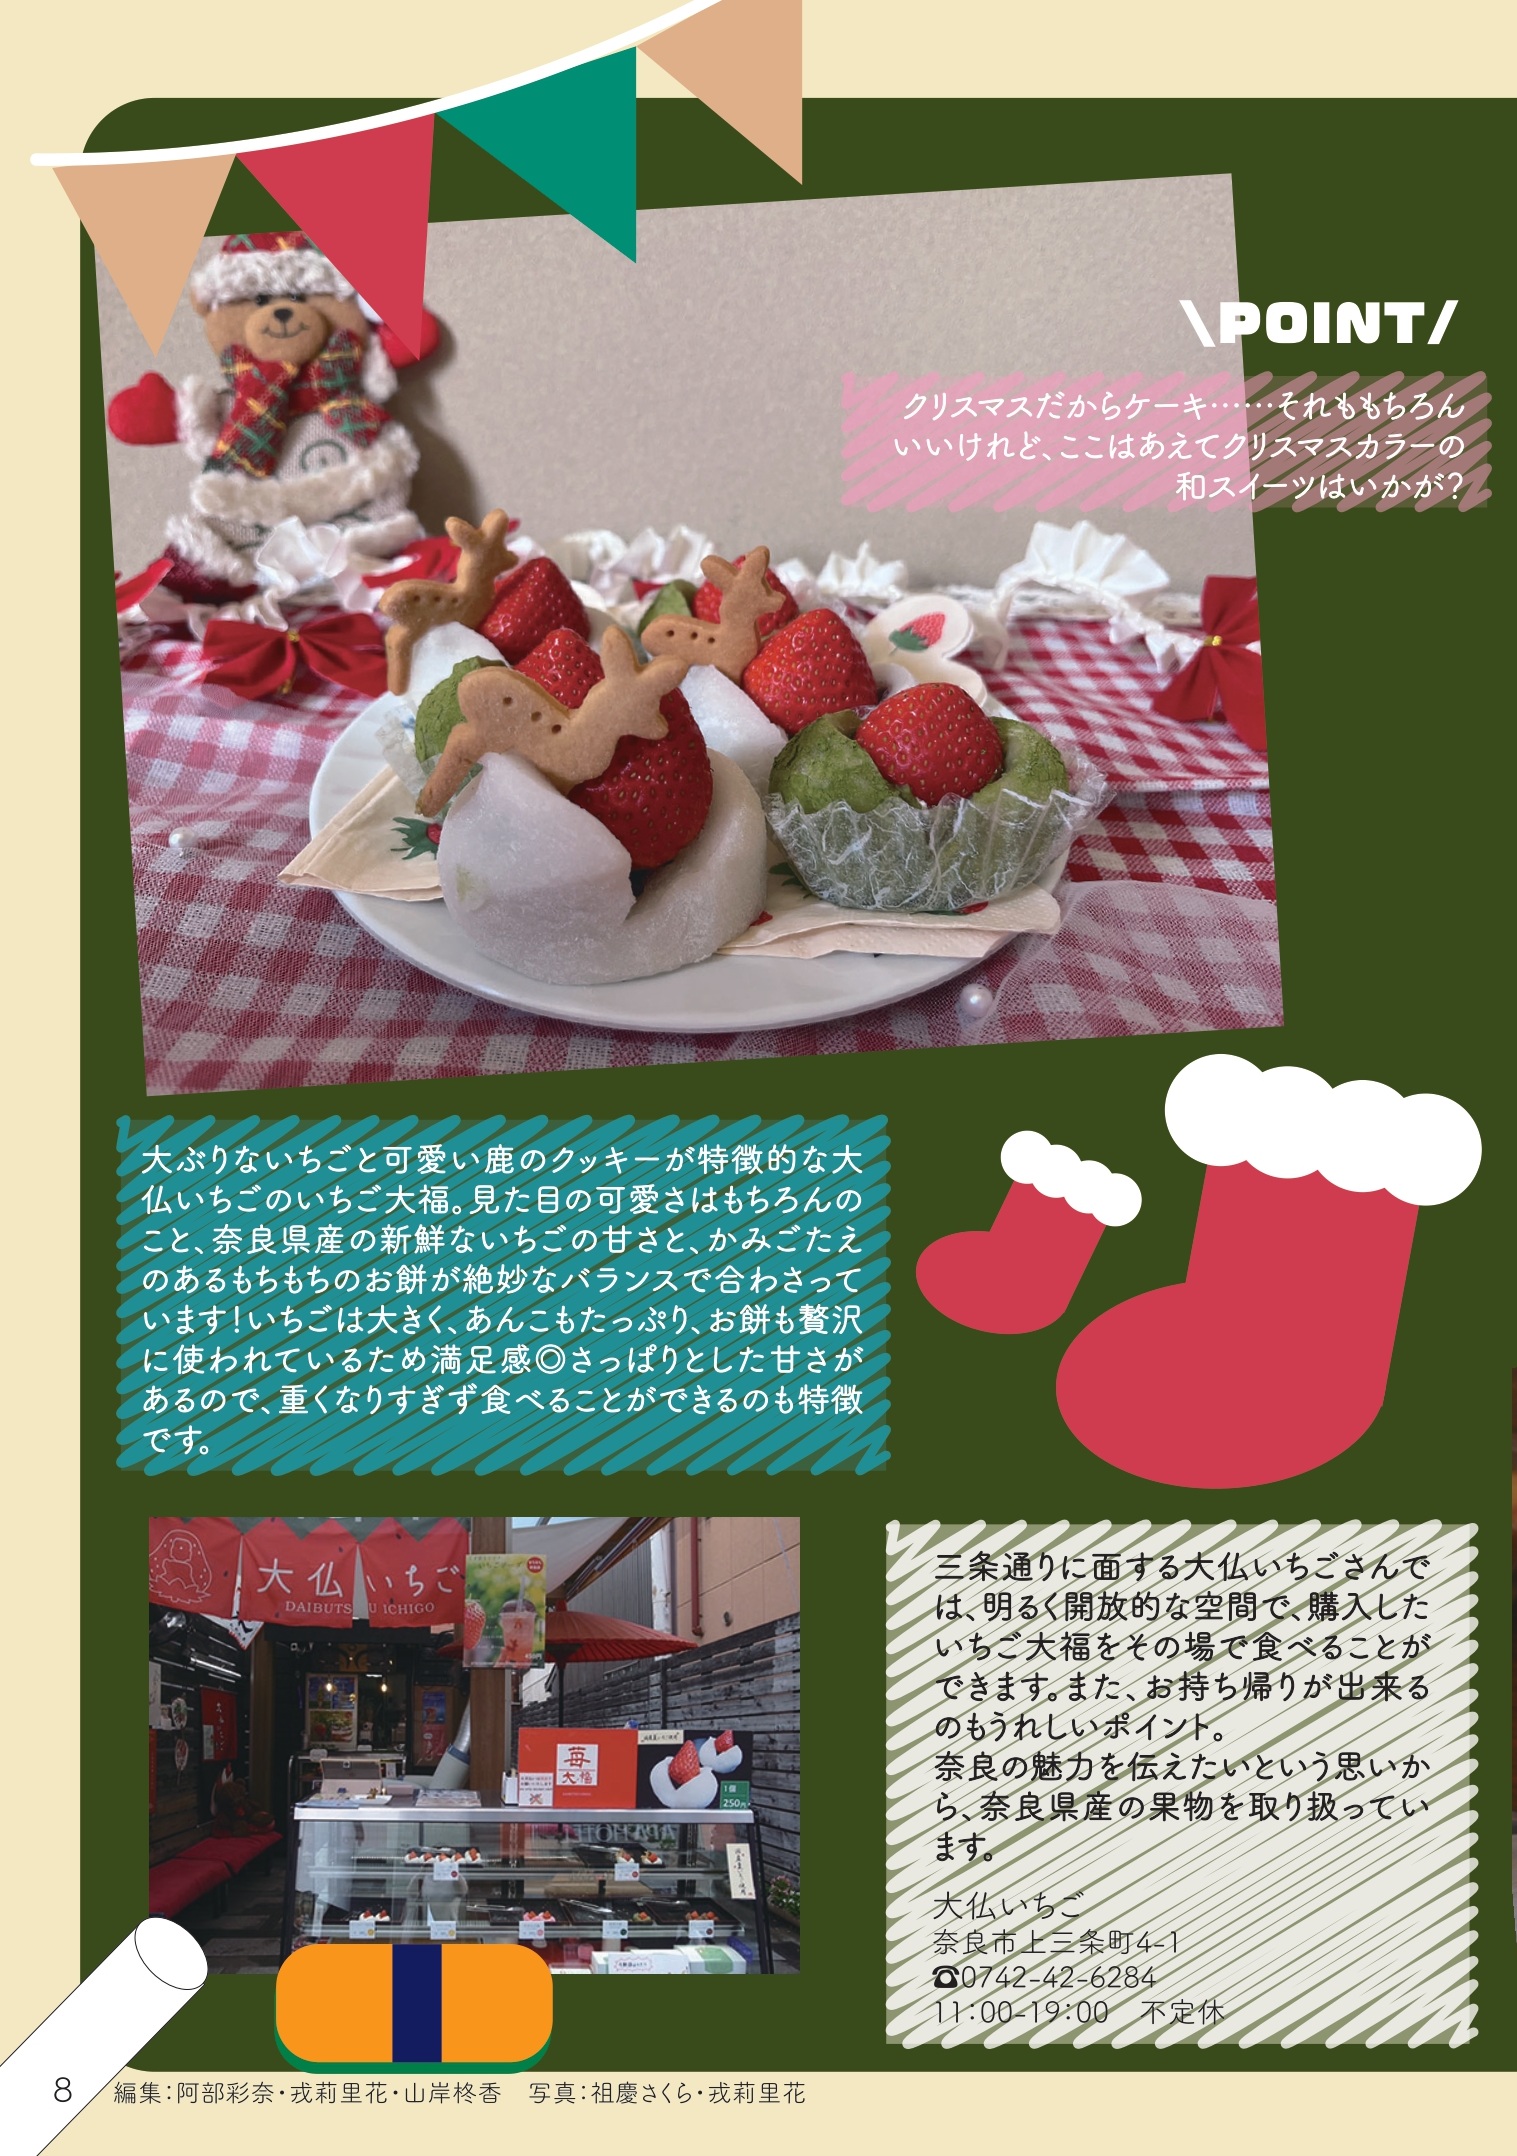 \POINT/
クリスマスだからケーキ……それももちろん
いいけれど、ここはあえてクリスマスカラーの
和スイーツはいかが？
大ぶりないちごと可愛い鹿のクッキーが特徴的な大
仏いちごのいちご大福。見た目の可愛さはもちろんの
こと、奈良県産の新鮮ないちごの甘さと、かみごたえ
のあるもちもちのお餅が絶妙なバランスで合わさって
います！いちごは大きく、あんこもたっぷり、お餅も贅沢
に使われているため満足感◎さっぱりとした甘さが
あるので、重くなりすぎず食べることができるのも特徴
です。
大仏いちご
DAIBUTSU ICHIGO
苺
大福
1個
250円
APA HOTEL
三条通りに面する大仏いちごさんで
は、明るく開放的な空間で、購入した
いちご大福をその場で食べることが
できます。また、お持ち帰りが出来る
のもうれしいポイント。
奈良の魅力を伝えたいという思いか
ら、奈良県産の果物を取り扱ってい
ます。
大仏いちご
奈良市上三条町4-1
☎0742-42-6284
11：00-19：00　不定休
8
編集：阿部彩奈・戎莉里花・山岸柊香　写真：祖慶さくら・戎莉里花